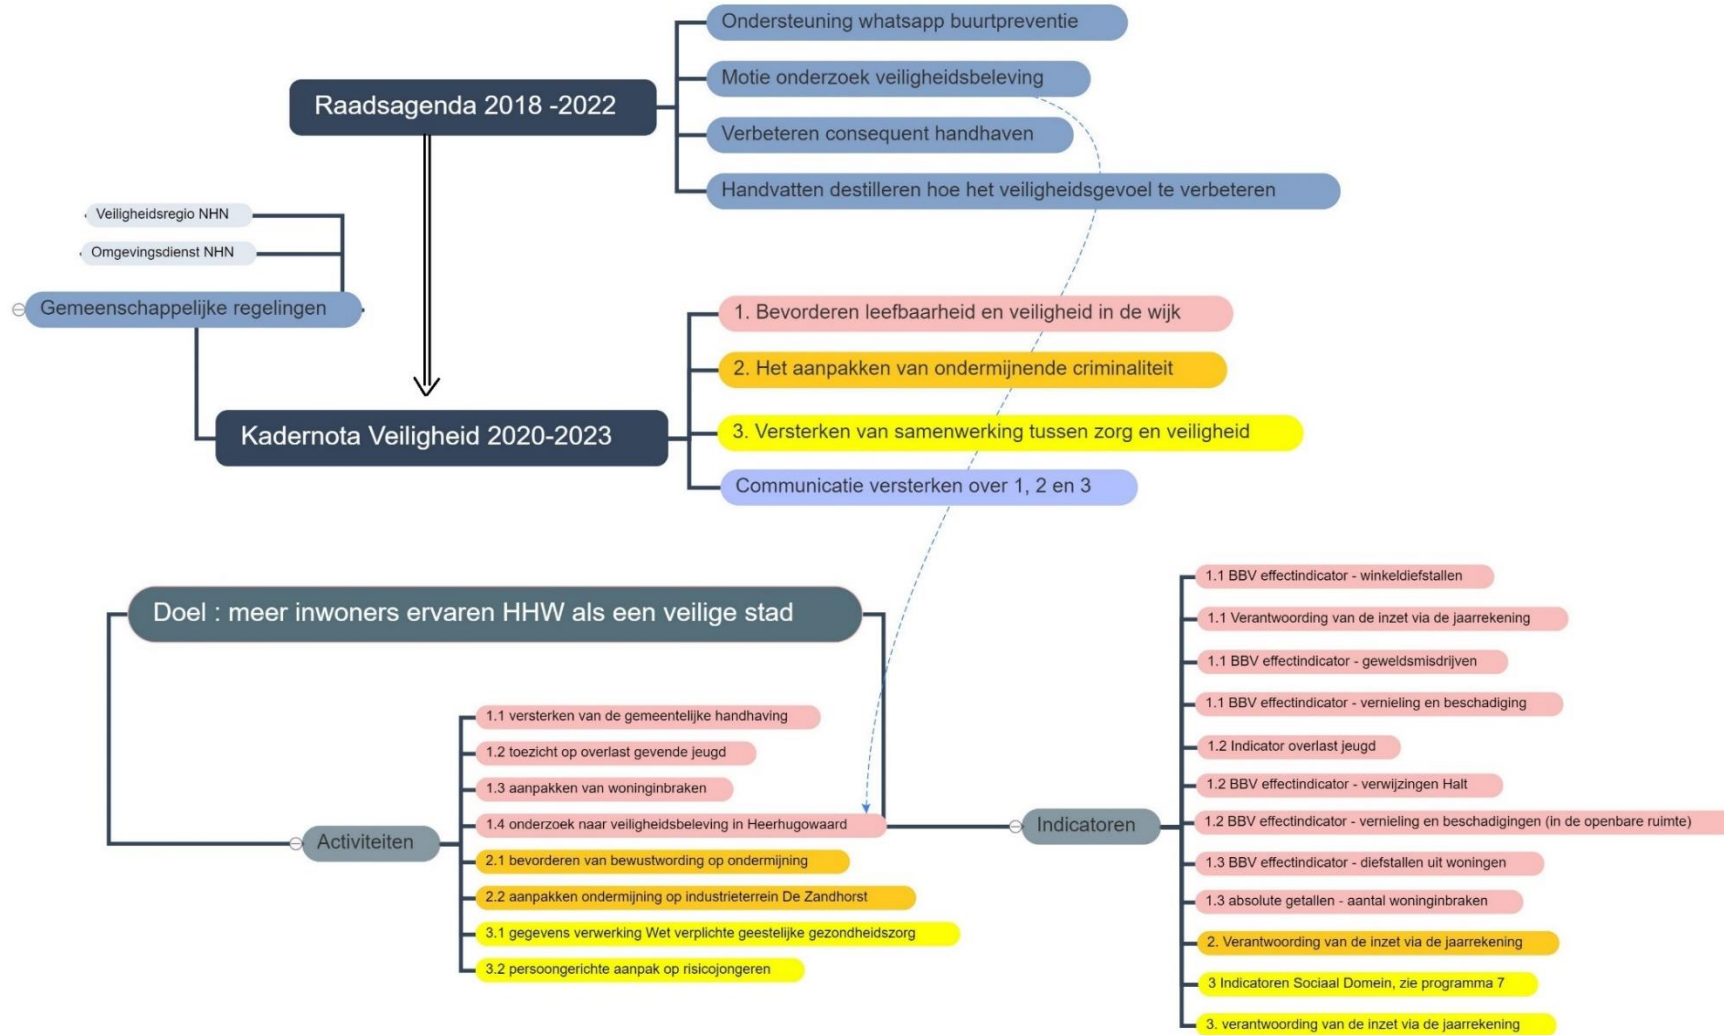 Ondersteuning whatsapp buurtpreventie
Motie onderzoek veiligheidsbeleving
Raadsagenda 2018 -2022
Verbeteren consequent handhaven
Handvatten destilleren hoe het veiligheidsgevoel te verbeteren
Veiligheidsregio NHN
Omgevingsdienst NHN
Gemeenschappelijke regelingen
1. Bevorderen leefbaarheid en veiligheid in de wijk
2. Het aanpakken van ondermijnende criminaliteit
3. Versterken van samenwerking tussen zorg en veiligheid
Kadernota Veiligheid 2020-2023
Communicatie versterken over 1, 2 en 3
Doel : meer inwoners ervaren HHW als een veilige stad
1.1 versterken van de gemeentelijke handhaving
1.2 toezicht op overlast gevende jeugd
1.3 aanpakken van woninginbraken
1.4 onderzoek naar veiligheidsbeleving in Heerhugowaard
Activiteiten
2.1 bevorderen van bewustwording op ondermijning
2.2 aanpakken ondermijning op industrieterrein De Zandhorst
3.1 gegevens verwerking Wet verplichte geestelijke gezondheidszorg
3.2 persoongerichte aanpak op risicojongeren
1.1 BBV effectindicator - winkeldiefstallen
1.1 Verantwoording van de inzet via de jaarrekening
1.1 BBV effectindicator - geweldsmisdrijven
1.1 BBV effectindicator - vernieling en beschadiging
1.2 Indicator overlast jeugd
1.2 BBV effectindicator - verwijzingen Halt
Indicatoren
1.2 BBV effectindicator - vernieling en beschadigingen (in de openbare ruimte)
1.3 BBV effectindicator - diefstallen uit woningen
1.3 absolute getallen - aantal woninginbraken
2. Verantwoording van de inzet via de jaarrekening
3 Indicatoren Sociaal Domein, zie programma 7
3. verantwoording van de inzet via de jaarrekening